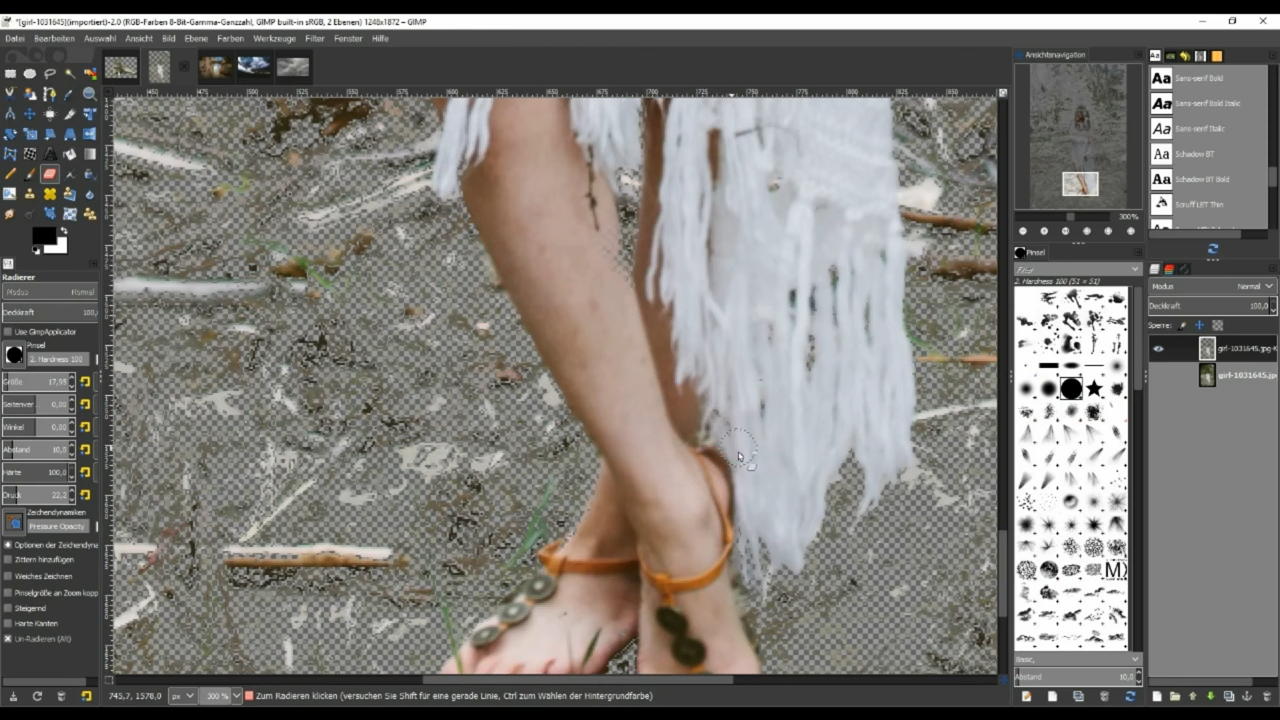 *[girl-1031645](importiert)-2.0 (RGB-Farben 8-Bit-Gamma-Ganzzahl, GIMP built-in sRGB, 2 Ebenen) 1248x1872 – GIMP
Datei Bearbeiten Auswahl Ansicht Bild Ebene Farben Werkzeuge Filter Fenster Hilfe
Ansichtsnavigation
Sans-serif Bold
Sans-serif Bold Italic
Sans-serif Italic
Schadow BT
Schadow BT Bold
Scruff LET Thin
300%
Pinsel
Filter
2. Hardness 100 (51 × 51)
Radierer
Modus Normal
Deckkraft 100,
Use GimpApplicator
Pinsel
2. Hardness 100
Größe 17,95
Seitenver 0,00
Winkel 0,00
Abstand 10,0
Härte 100,0
Druck 22,2
Zeichendynamiken
Pressure Opacity
Optionen der Zeichendyna
Zittern hinzufügen
Weiches Zeichnen
Pinselgröße an Zoom kopp
Steigernd
Harte Kanten
Un-Radieren (Alt)
Modus Normal
Deckkraft 100,0
Sperre:
girl-1031645.jpg-K
girl-1031645.jp
Basic,
Abstand 10,0
745,7, 1578,0 px 300 % Zum Radieren klicken (versuchen Sie Shift für eine gerade Linie, Ctrl zum Wählen der Hintergrundfarbe)